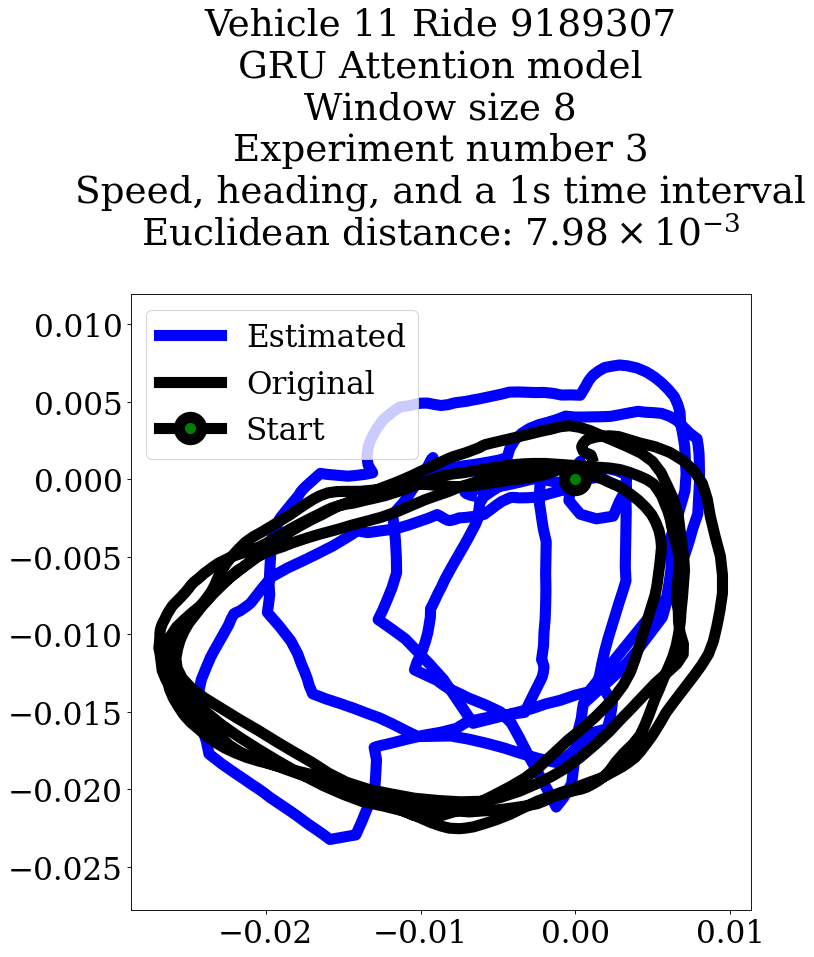 Vehicle 11 Ride 9189307
GRU Attention model
Window size 8
Experiment number 3
Speed, heading, and a 1s time interval
Euclidean distance: 7.98 × 10⁻³
Estimated
Original
Start
0.010
0.005
0.000
−0.005
−0.010
−0.015
−0.020
−0.025
−0.02 −0.01 0.00 0.01